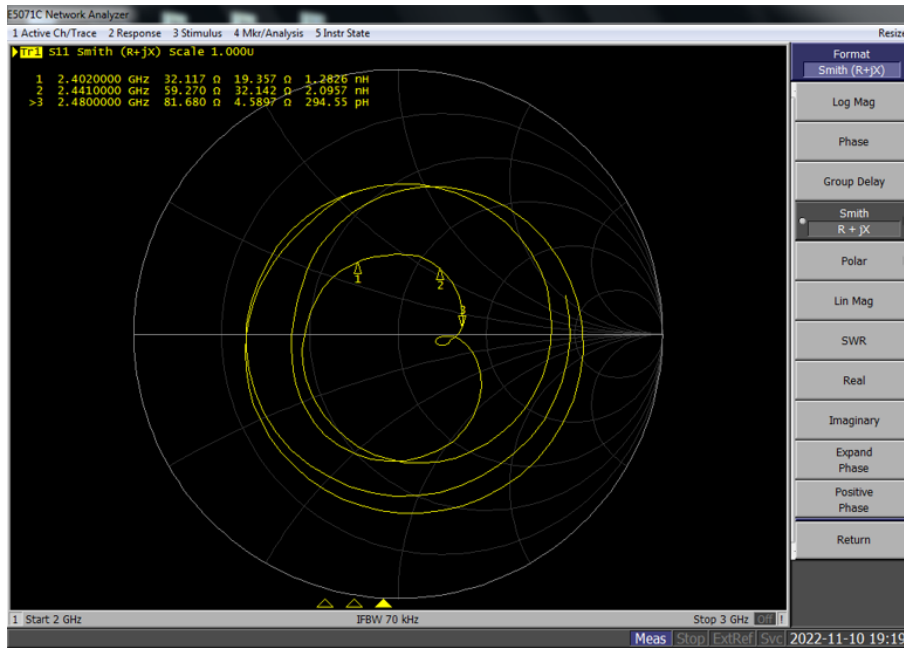 E5071C Network Analyzer
1 Active Ch/Trace 2 Response 3 Stimulus 4 Mkr/Analysis 5 Instr State
Resize
Tr1 S11 Smith (R+jX) Scale 1.000U
1 2.4020000 GHz 32.117 Ω 19.357 Ω 1.2826 nH
2 2.4410000 GHz 59.270 Ω 32.142 Ω 2.0957 nH
>3 2.4800000 GHz 81.680 Ω 4.5897 Ω 294.55 pH
1
2
3
Format
Smith (R+jX)
Log Mag
Phase
Group Delay
Smith
R + jX
Polar
Lin Mag
SWR
Real
Imaginary
Expand
Phase
Positive
Phase
Return
1 Start 2 GHz IFBW 70 kHz Stop 3 GHz Off !
Meas Stop ExtRef Svc 2022-11-10 19:19